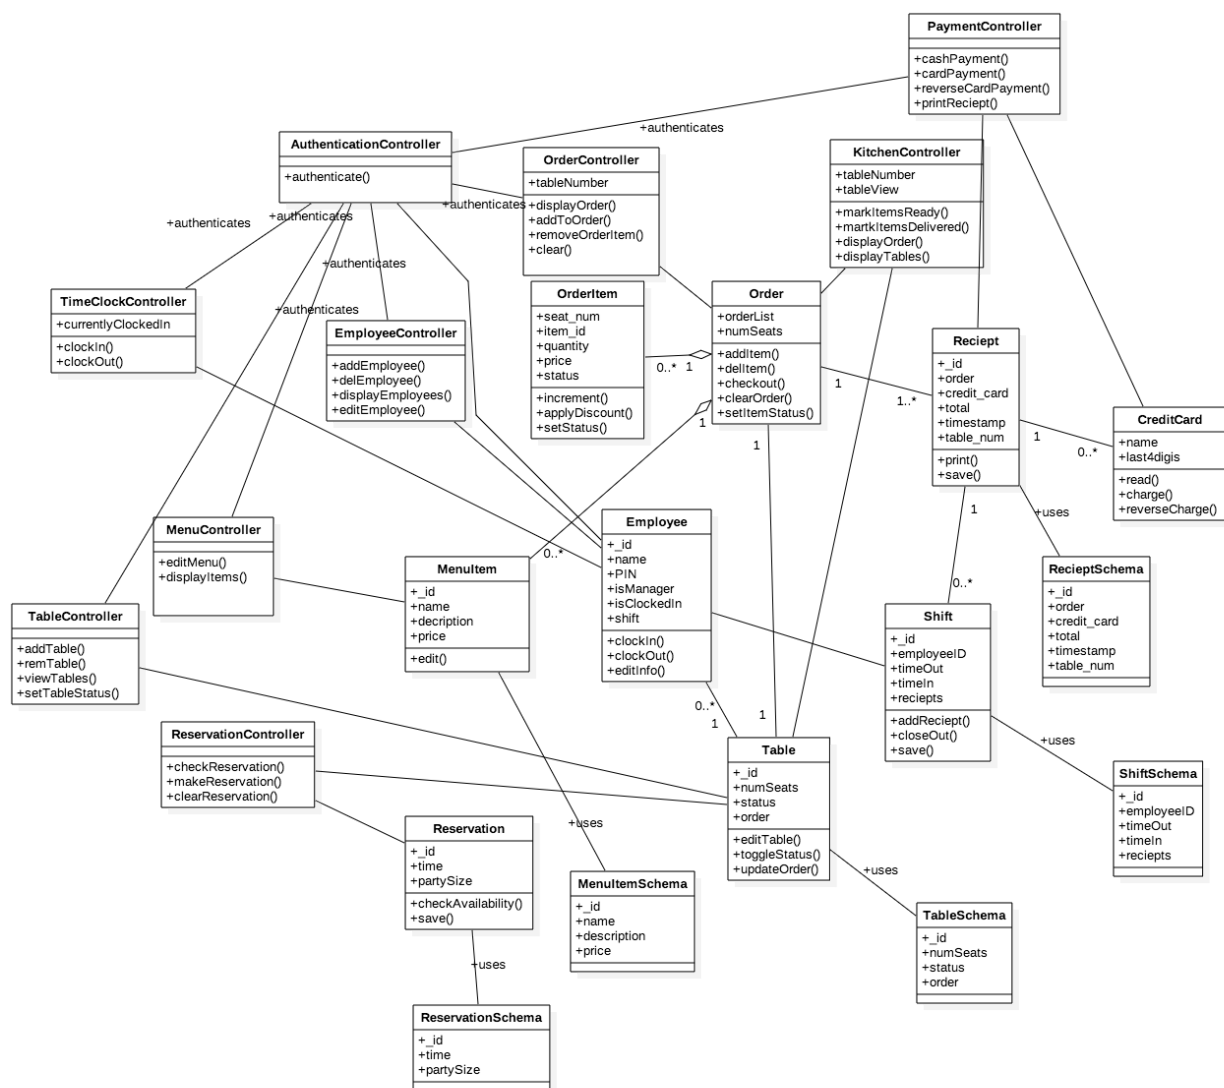 PaymentController
+cashPayment()
+cardPayment()
+reverseCardPayment()
+printReciept()
+authenticates
AuthenticationController
+authenticate()
OrderController
+tableNumber
+displayOrder()
+addToOrder()
+removeOrderItem()
+clear()
KitchenController
+tableNumber
+tableView
+markItemsReady()
+martkItemsDelivered()
+displayOrder()
+displayTables()
+authenticates
+authenticates
+authenticates
+authenticates
+authenticates
TimeClockController
+currentlyClockedIn
+clockIn()
+clockOut()
EmployeeController
+addEmployee()
+delEmployee()
+displayEmployees()
+editEmployee()
OrderItem
+seat_num
+item_id
+quantity
+price
+status
+increment()
+applyDiscount()
+setStatus()
0..*
1
Order
+orderList
+numSeats
+addItem()
+delItem()
+checkout()
+clearOrder()
+setItemStatus()
1
1
1
1..*
Reciept
+_id
+order
+credit_card
+total
+timestamp
+table_num
+print()
+save()
1
0..*
1
CreditCard
+name
+last4digis
+read()
+charge()
+reverseCharge()
MenuController
+editMenu()
+displayItems()
0..*
MenuItem
+_id
+name
+decription
+price
+edit()
Employee
+_id
+name
+PIN
+isManager
+isClockedIn
+shift
+clockIn()
+clockOut()
+editInfo()
0..*
1
1
+uses
RecieptSchema
+_id
+order
+credit_card
+total
+timestamp
+table_num
0..*
Shift
+_id
+employeeID
+timeOut
+timeIn
+reciepts
+addReciept()
+closeOut()
+save()
TableController
+addTable()
+remTable()
+viewTables()
+setTableStatus()
ReservationController
+checkReservation()
+makeReservation()
+clearReservation()
Table
+_id
+numSeats
+status
+order
+editTable()
+toggleStatus()
+updateOrder()
+uses
ShiftSchema
+_id
+employeeID
+timeOut
+timeIn
+reciepts
Reservation
+_id
+time
+partySize
+checkAvailability()
+save()
+uses
MenuItemSchema
+_id
+name
+description
+price
+uses
TableSchema
+_id
+numSeats
+status
+order
+uses
ReservationSchema
+_id
+time
+partySize